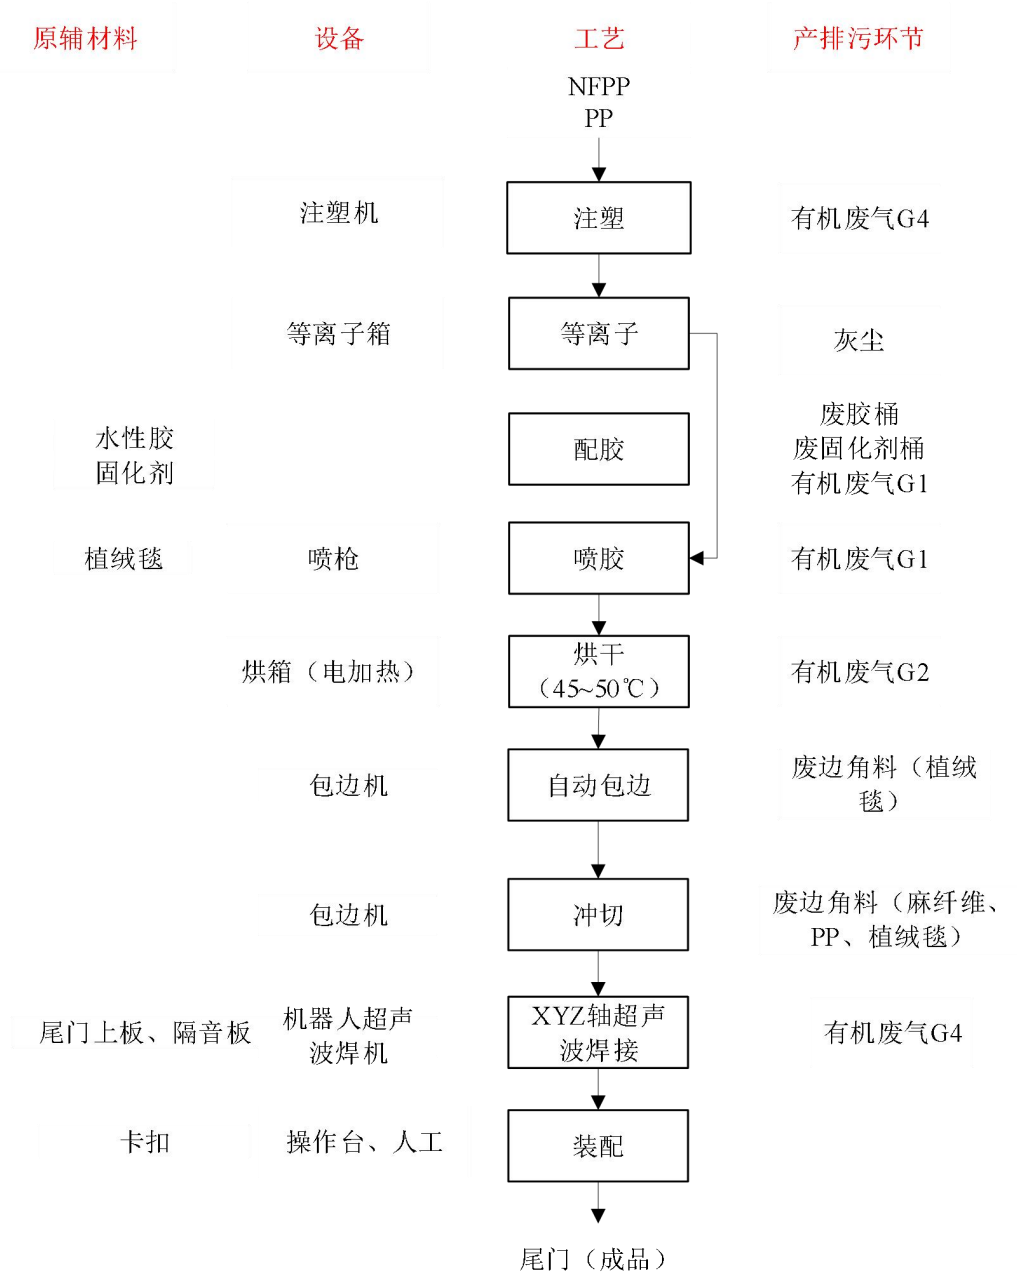 原辅材料 设备 工艺 产排污环节
NFPP
PP
注塑机 注塑 有机废气G4
等离子箱 等离子 灰尘
水性胶
固化剂
配胶
废胶桶
废固化剂桶
有机废气G1
植绒毯 喷枪 喷胶 有机废气G1
烘箱（电加热） 烘干
（45~50℃）
有机废气G2
包边机 自动包边 废边角料（植绒
毯）
包边机 冲切 废边角料（麻纤维、
PP、植绒毯）
尾门上板、隔音板 机器人超声
波焊机
XYZ轴超声
波焊接
有机废气G4
卡扣 操作台、人工 装配
尾门（成品）